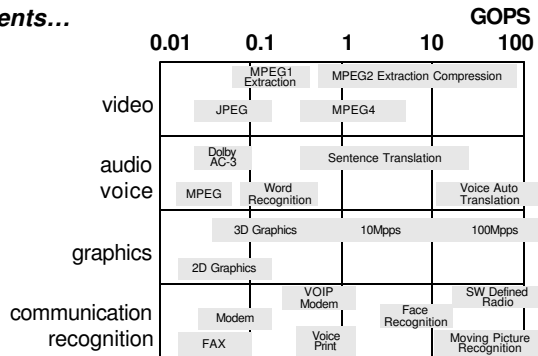 ents...
GOPS
0.01 0.1 1 10 100
video
MPEG1
Extraction
MPEG2 Extraction Compression
JPEG
MPEG4
audio
voice
Dolby
AC-3
Sentence Translation
MPEG
Word
Recognition
Voice Auto
Translation
graphics
3D Graphics
10Mpps
100Mpps
2D Graphics
communication
recognition
VOIP
Modem
SW Defined
Radio
Modem
Face
Recognition
FAX
Voice
Print
Moving Picture
Recognition